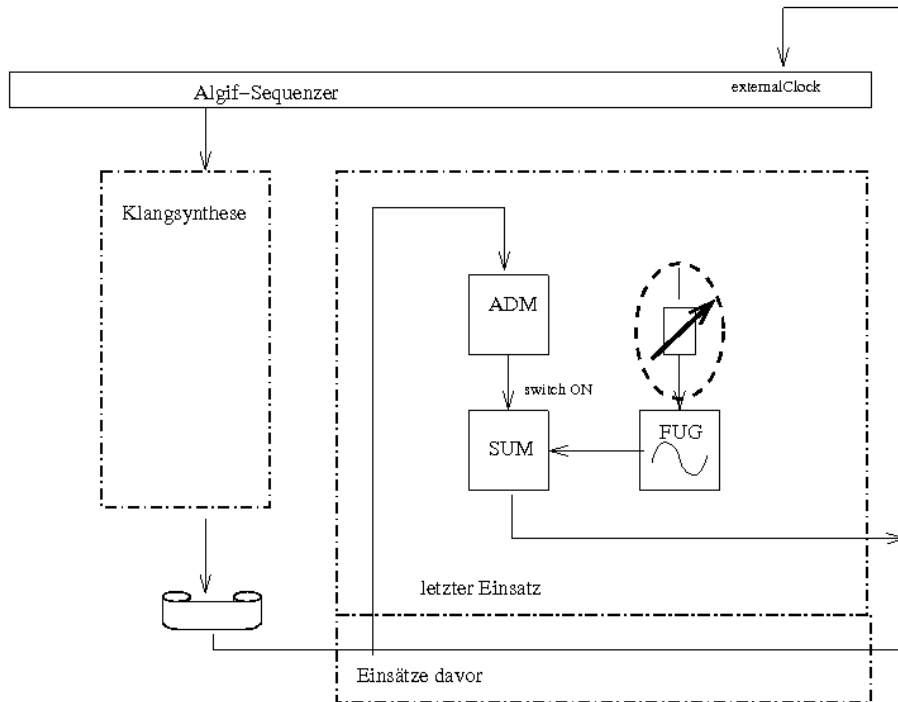 Algif-Sequenzer
externalClock
Klangsynthese
ADM
switch ON
SUM
FUG
letzter Einsatz
Einsätze davor